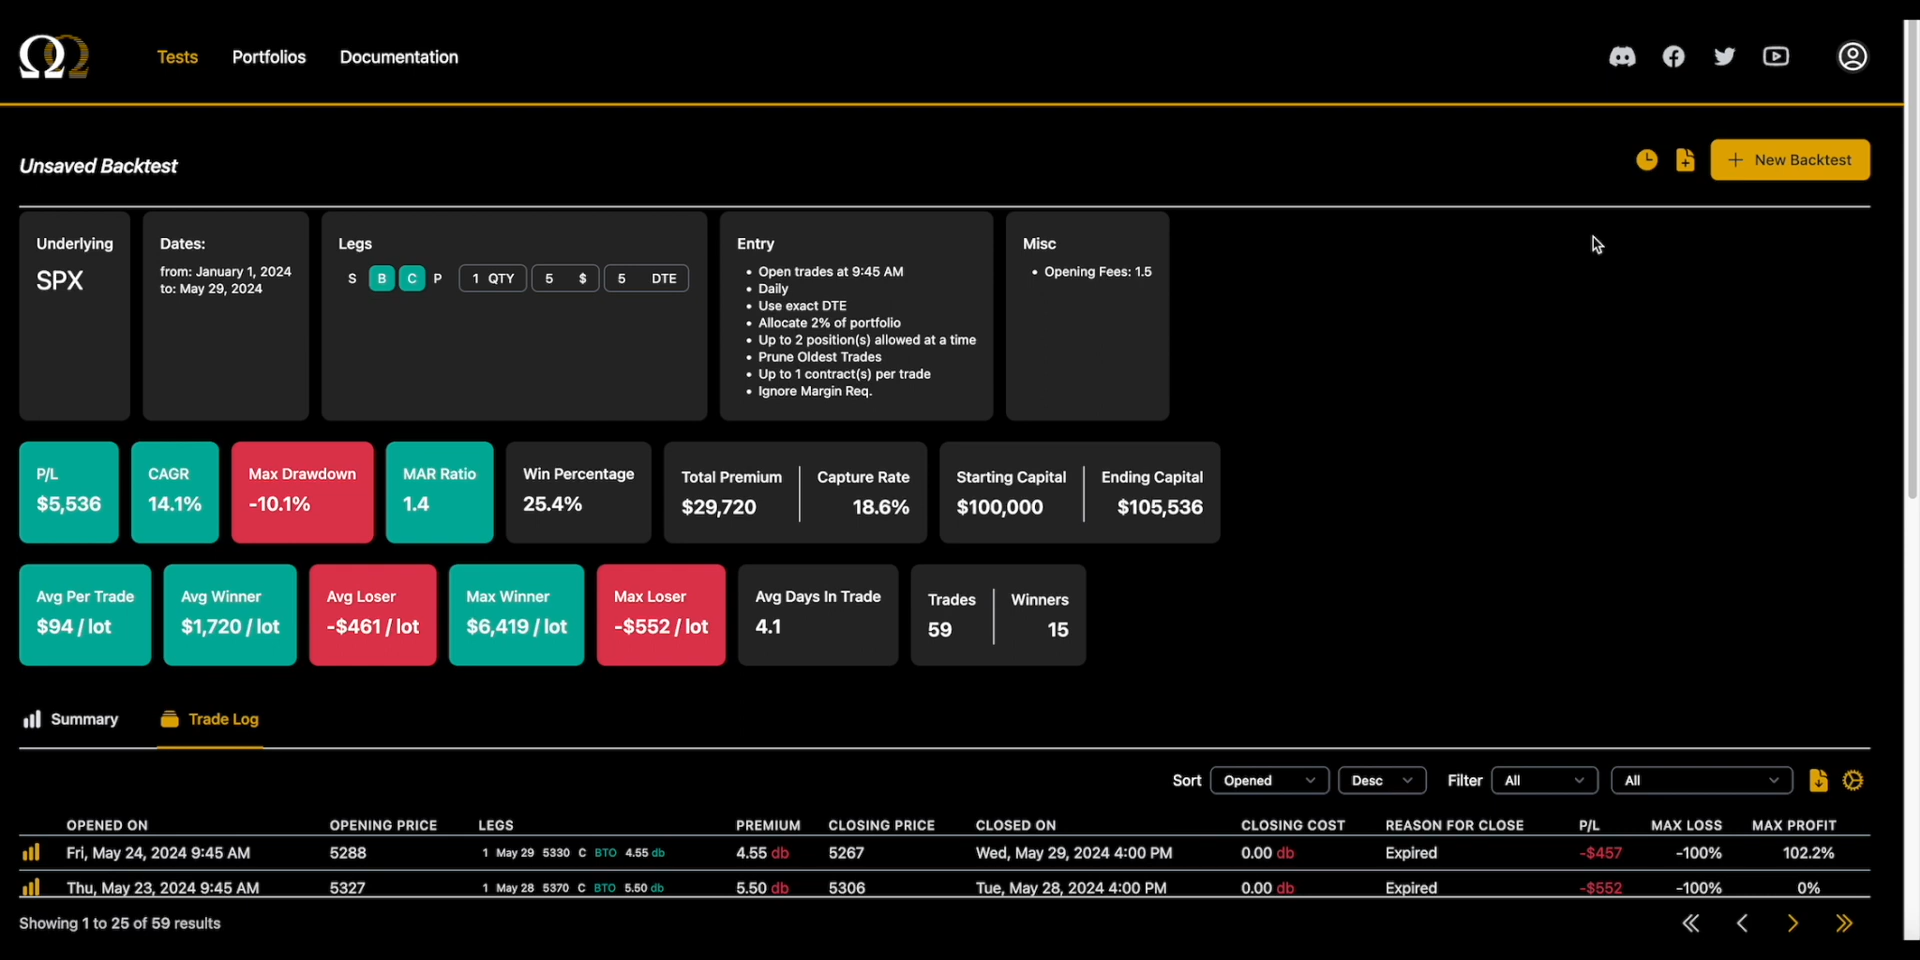 Tests Portfolios Documentation
Unsaved Backtest
+ New Backtest
Underlying
SPX
Dates:
from: January 1, 2024
to: May 29, 2024
Legs
S B C P 1 QTY 5 $ 5 DTE
Entry
• Open trades at 9:45 AM
• Daily
• Use exact DTE
• Allocate 2% of portfolio
• Up to 2 position(s) allowed at a time
• Prune Oldest Trades
• Up to 1 contract(s) per trade
• Ignore Margin Req.
Misc
• Opening Fees: 1.5
P/L
$5,536
CAGR
14.1%
Max Drawdown
-10.1%
MAR Ratio
1.4
Win Percentage
25.4%
Total Premium
$29,720
Capture Rate
18.6%
Starting Capital
$100,000
Ending Capital
$105,536
Avg Per Trade
$94 / lot
Avg Winner
$1,720 / lot
Avg Loser
-$461 / lot
Max Winner
$6,419 / lot
Max Loser
-$552 / lot
Avg Days In Trade
4.1
Trades
59
Winners
15
Summary Trade Log
Sort Opened Desc Filter All All
OPENED ON OPENING PRICE LEGS PREMIUM CLOSING PRICE CLOSED ON CLOSING COST REASON FOR CLOSE P/L MAX LOSS MAX PROFIT
Fri, May 24, 2024 9:45 AM 5288 1 May 29 5330 C BTO 4.55 db 4.55 db 5267 Wed, May 29, 2024 4:00 PM 0.00 db Expired -$457 -100% 102.2%
Thu, May 23, 2024 9:45 AM 5327 1 May 28 5370 C BTO 5.50 db 5.50 db 5306 Tue, May 28, 2024 4:00 PM 0.00 db Expired -$552 -100% 0%
Showing 1 to 25 of 59 results